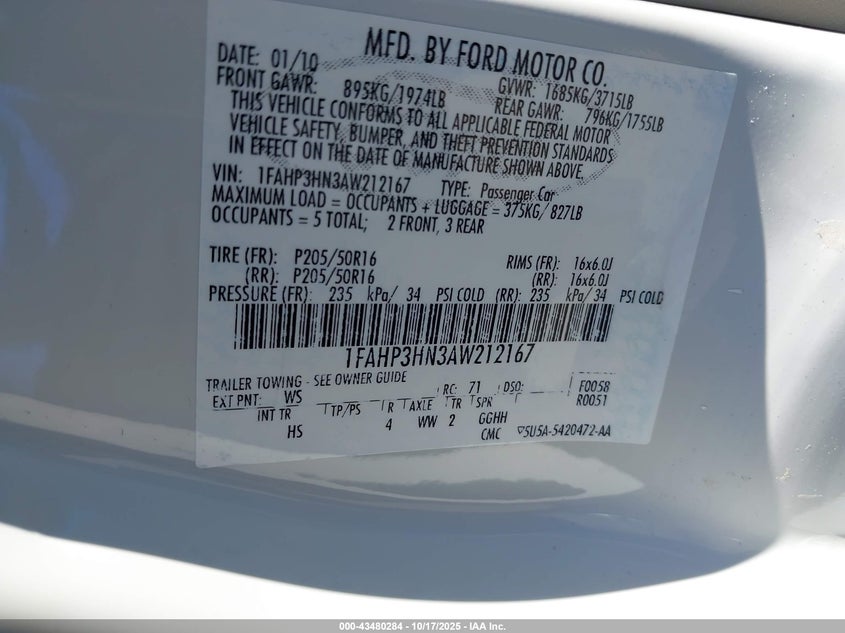 MFD. BY FORD MOTOR CO.
DATE: 01/10 GVWR: 1685KG/3715LB
FRONT GAWR: 895KG/1974LB REAR GAWR: 796KG/1755LB
THIS VEHICLE CONFORMS TO ALL APPLICABLE FEDERAL MOTOR
VEHICLE SAFETY, BUMPER, AND THEFT PREVENTION STANDARDS
IN EFFECT ON THE DATE OF MANUFACTURE SHOWN ABOVE.
VIN: 1FAHP3HN3AW212167 TYPE: Passenger Car
MAXIMUM LOAD = OCCUPANTS + LUGGAGE = 375KG/827LB
OCCUPANTS = 5 TOTAL; 2 FRONT, 3 REAR
TIRE (FR): P205/50R16 RIMS (FR): 16x6.0J
(RR): P205/50R16 (RR): 16x6.0J
PRESSURE (FR): 235 kPa/ 34 PSI COLD (RR): 235 kPa/ 34 PSI COLD
1FAHP3HN3AW212167
TRAILER TOWING - SEE OWNER GUIDE
EXT PNT: WS RC: 71 DSO: F0058
R0051
INT TR TP/PS R AXLE TR SPR
HS 4 WW 2 GGHH
CMC 5U5A-5420472-AA
000-43480284 - 10/17/2025 - IAA Inc.